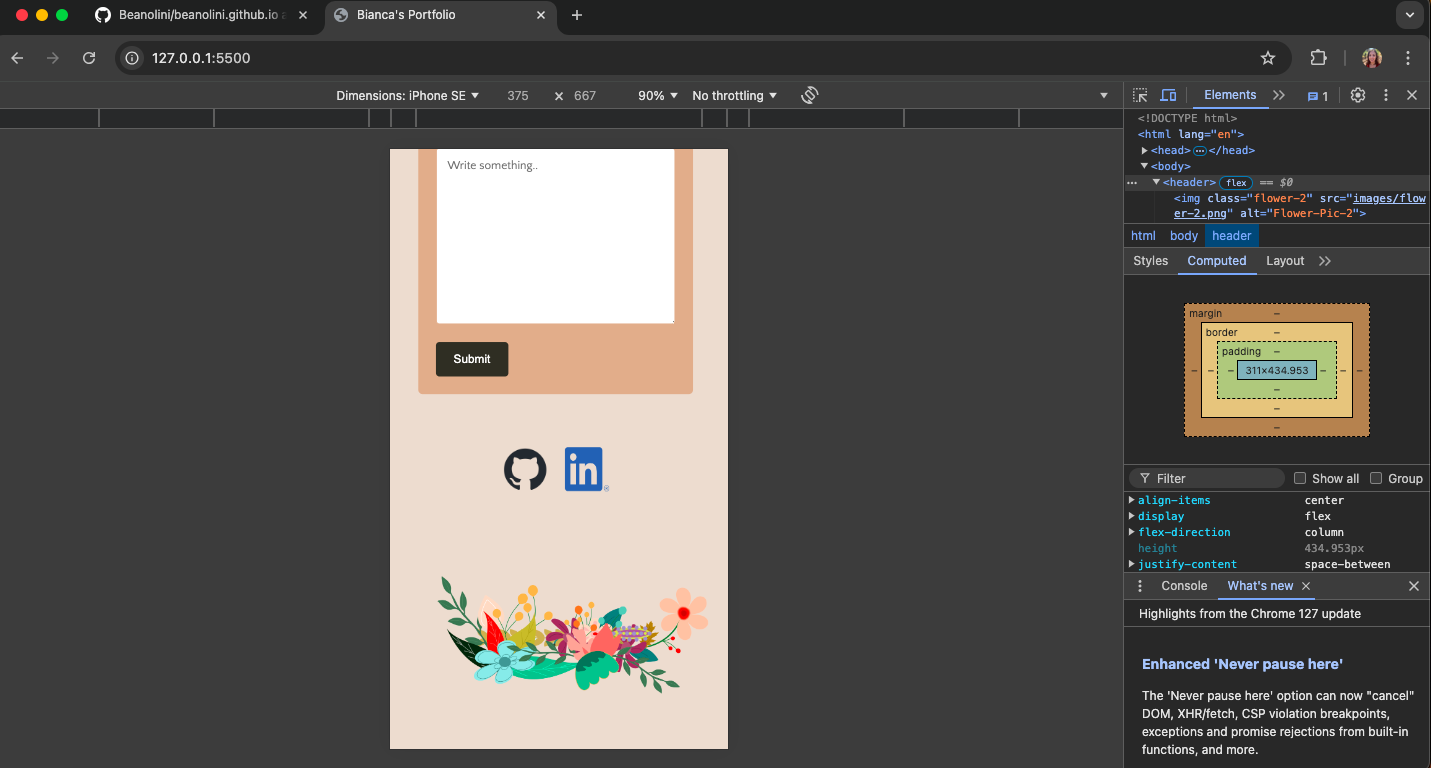 Beanolini/beanolini.github.io
Bianca's Portfolio
127.0.0.1:5500
Dimensions: iPhone SE 375 × 667 90% No throttling
Elements 1
<!DOCTYPE html>
<html lang="en">
<head> </head>
<body>
<header> flex == $0
<img class="flower-2" src="images/flow
er-2.png" alt="Flower-Pic-2">
html body header
Styles Computed Layout
margin –
border –
padding –
– – – 311×434.953 – – –
–
–
–
Filter Show all Group
align-items center
display flex
flex-direction column
height 434.953px
justify-content space-between
Console What's new
Highlights from the Chrome 127 update
Enhanced 'Never pause here'
The 'Never pause here' option can now "cancel"
DOM, XHR/fetch, CSP violation breakpoints,
exceptions and promise rejections from built-in
functions, and more.
Write something..
Submit
in